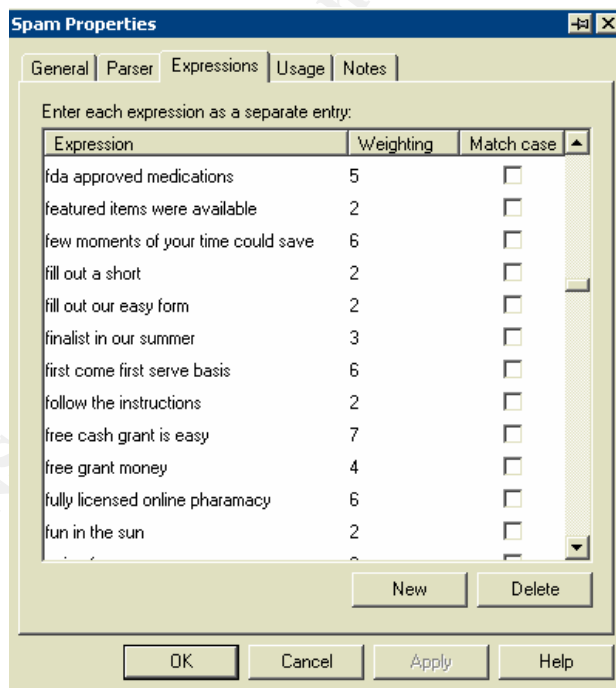 Spam Properties
General Parser Expressions Usage Notes
Enter each expression as a separate entry:
Expression Weighting Match case
fda approved medications 5
featured items were available 2
few moments of your time could save 6
fill out a short 2
fill out our easy form 2
finalist in our summer 3
first come first serve basis 6
follow the instructions 2
free cash grant is easy 7
free grant money 4
fully licensed online pharamacy 6
fun in the sun 2
New Delete
OK Cancel Apply Help